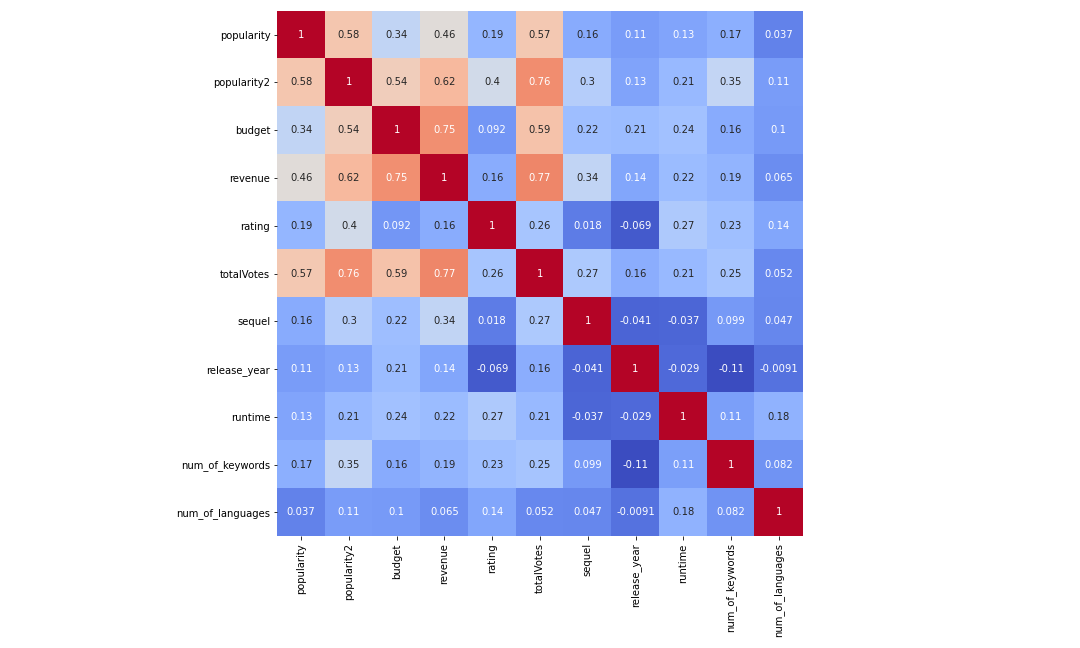 popularity 1 0.58 0.34 0.46 0.19 0.57 0.16 0.11 0.13 0.17 0.037
popularity2 0.58 1 0.54 0.62 0.4 0.76 0.3 0.13 0.21 0.35 0.11
budget 0.34 0.54 1 0.75 0.092 0.59 0.22 0.21 0.24 0.16 0.1
revenue 0.46 0.62 0.75 1 0.16 0.77 0.34 0.14 0.22 0.19 0.065
rating 0.19 0.4 0.092 0.16 1 0.26 0.018 -0.069 0.27 0.23 0.14
totalVotes 0.57 0.76 0.59 0.77 0.26 1 0.27 0.16 0.21 0.25 0.052
sequel 0.16 0.3 0.22 0.34 0.018 0.27 1 -0.041 -0.037 0.099 0.047
release_year 0.11 0.13 0.21 0.14 -0.069 0.16 -0.041 1 -0.029 -0.11 -0.0091
runtime 0.13 0.21 0.24 0.22 0.27 0.21 -0.037 -0.029 1 0.11 0.18
num_of_keywords 0.17 0.35 0.16 0.19 0.23 0.25 0.099 -0.11 0.11 1 0.082
num_of_languages 0.037 0.11 0.1 0.065 0.14 0.052 0.047 -0.0091 0.18 0.082 1
popularity
popularity2
budget
revenue
rating
totalVotes
sequel
release_year
runtime
num_of_keywords
num_of_languages